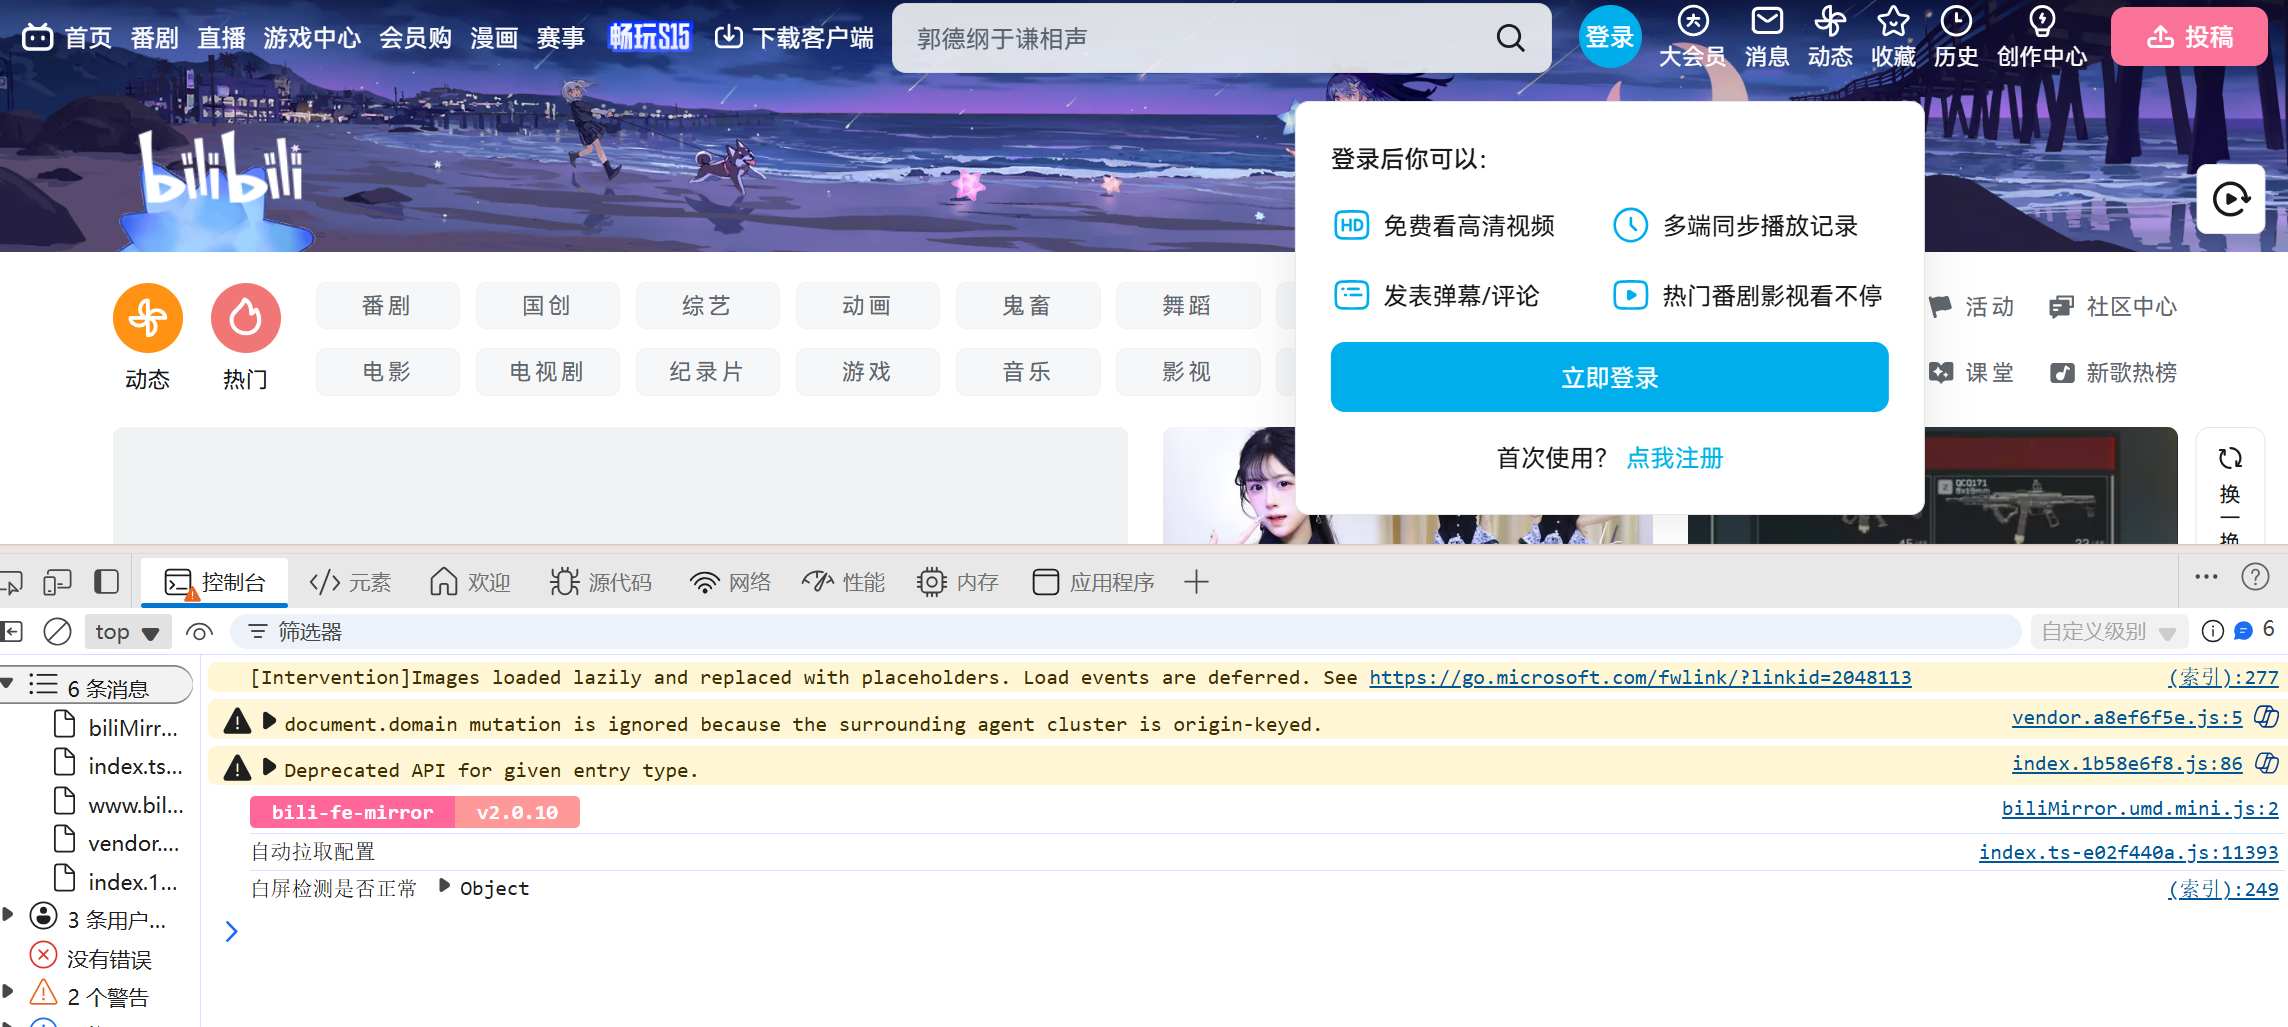 首页 番剧 直播 游戏中心 会员购 漫画 赛事 畅玩S15 下载客户端 郭德纲于谦相声 登录 大会员 消息 动态 收藏 历史 创作中心 投稿
bilibili
登录后你可以：
HD 免费看高清视频 多端同步播放记录
发表弹幕/评论 热门番剧影视看不停
立即登录
首次使用？ 点我注册
动态 热门
番剧 国创 综艺 动画 鬼畜 舞蹈 活动 社区中心
电影 电视剧 纪录片 游戏 音乐 影视 课堂 新歌热榜
QCQ171
换一换
控制台 元素 欢迎 源代码 网络 性能 内存 应用程序
top 筛选器 自定义级别 6
6 条消息
biliMirr...
index.ts...
www.bil...
vendor....
index.1...
3 条用户...
没有错误
2 个警告
[Intervention]Images loaded lazily and replaced with placeholders. Load events are deferred. See https://go.microsoft.com/fwlink/?linkid=2048113 (索引):277
document.domain mutation is ignored because the surrounding agent cluster is origin-keyed. vendor.a8ef6f5e.js:5
Deprecated API for given entry type. index.1b58e6f8.js:86
bili-fe-mirror v2.0.10 biliMirror.umd.mini.js:2
自动拉取配置 index.ts-e02f440a.js:11393
白屏检测是否正常 Object (索引):249